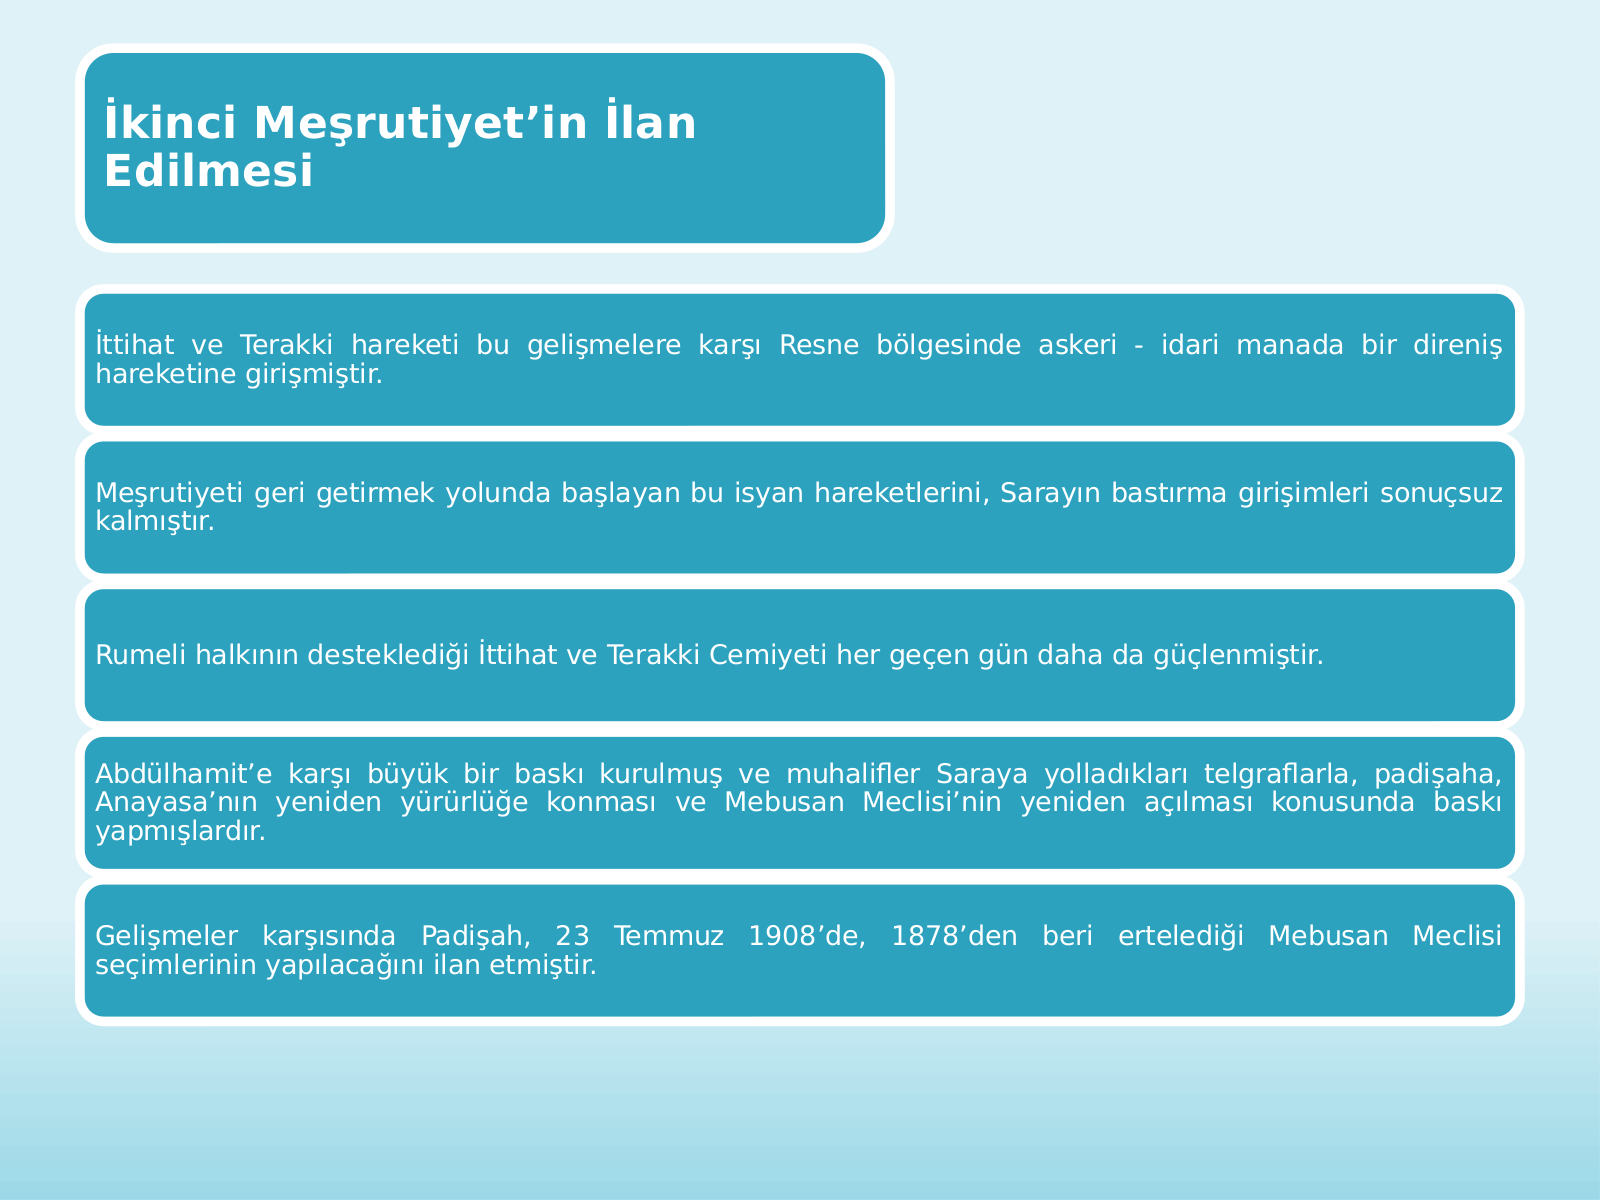 İkinci Meşrutiyet’in İlan
Edilmesi
İttihat ve Terakki hareketi bu gelişmelere karşı Resne bölgesinde askeri - idari manada bir direniş
hareketine girişmiştir.
Meşrutiyeti geri getirmek yolunda başlayan bu isyan hareketlerini, Sarayın bastırma girişimleri sonuçsuz
kalmıştır.
Rumeli halkının desteklediği İttihat ve Terakki Cemiyeti her geçen gün daha da güçlenmiştir.
Abdülhamit’e karşı büyük bir baskı kurulmuş ve muhalifler Saraya yolladıkları telgraflarla, padişaha,
Anayasa’nın yeniden yürürlüğe konması ve Mebusan Meclisi’nin yeniden açılması konusunda baskı
yapmışlardır.
Gelişmeler karşısında Padişah, 23 Temmuz 1908’de, 1878’den beri ertelediği Mebusan Meclisi
seçimlerinin yapılacağını ilan etmiştir.